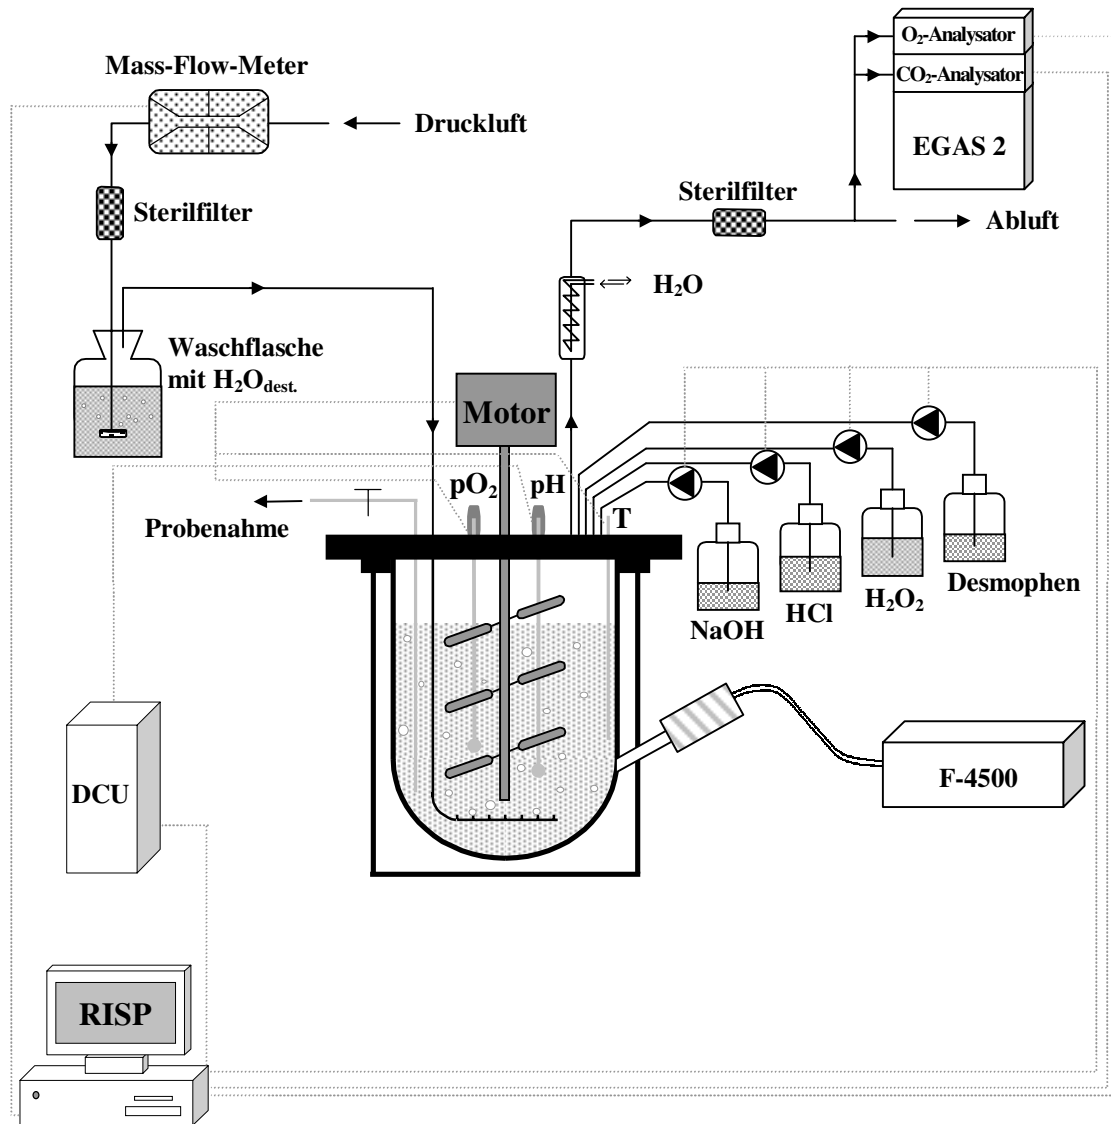 O₂-Analysator
CO₂-Analysator
EGAS 2
Mass-Flow-Meter
Druckluft
Sterilfilter
Sterilfilter
Abluft
H₂O
Waschflasche
mit H₂Odest.
Motor
pO₂
pH
T
Probenahme
NaOH
HCl
H₂O₂
Desmophen
DCU
F-4500
RISP